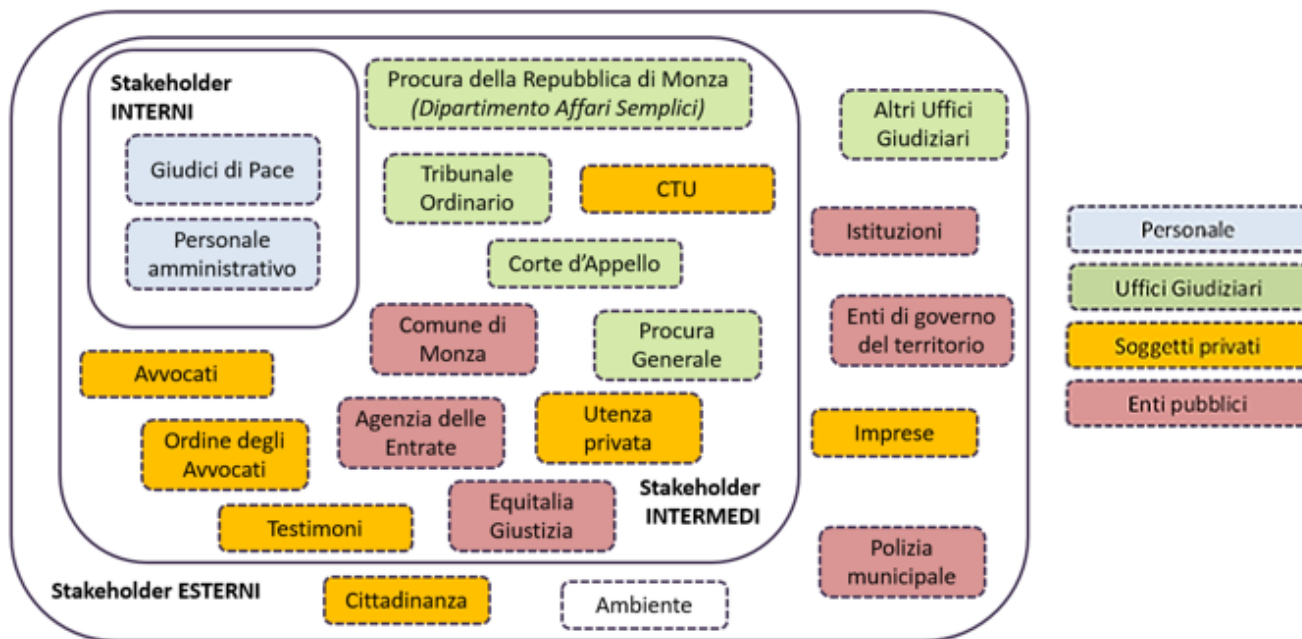 Stakeholder
INTERNI
Giudici di Pace
Personale
amministrativo
Procura della Repubblica di Monza
(Dipartimento Affari Semplici)
Tribunale
Ordinario
CTU
Corte d'Appello
Comune di
Monza
Procura
Generale
Avvocati
Ordine degli
Avvocati
Agenzia delle
Entrate
Utenza
privata
Testimoni
Equitalia
Giustizia
Stakeholder
INTERMEDI
Altri Uffici
Giudiziari
Istituzioni
Enti di governo
del territorio
Imprese
Polizia
municipale
Stakeholder ESTERNI
Cittadinanza
Ambiente
Personale
Uffici Giudiziari
Soggetti privati
Enti pubblici